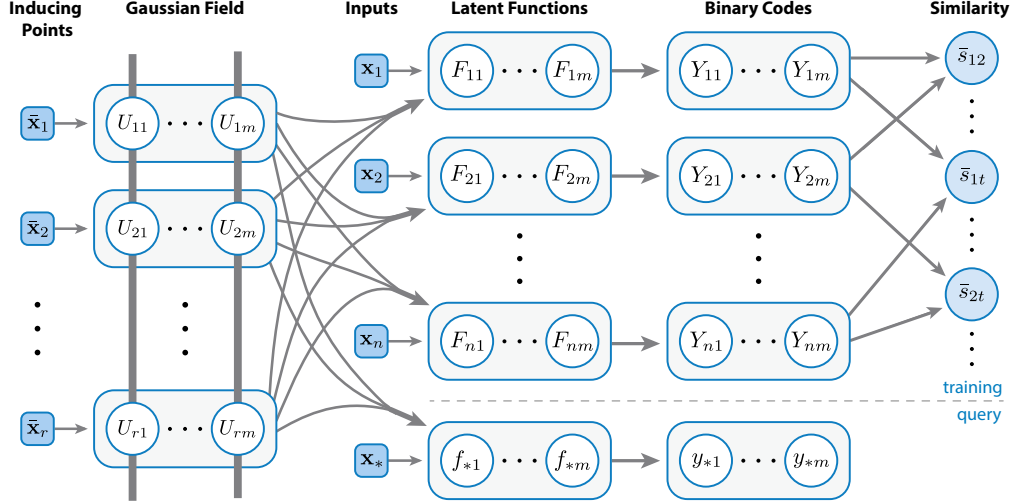 Inducing Points
Gaussian Field
Inputs
Latent Functions
Binary Codes
Similarity
x̄₁
U₁₁ · · · U₁ₘ
x₁
F₁₁ · · · F₁ₘ
Y₁₁ · · · Y₁ₘ
s̄₁₂
x̄₂
U₂₁ · · · U₂ₘ
x₂
F₂₁ · · · F₂ₘ
Y₂₁ · · · Y₂ₘ
s̄₁ₜ
xₙ
Fₙ₁ · · · Fₙₘ
Yₙ₁ · · · Yₙₘ
s̄₂ₜ
training
query
x̄ᵣ
Uᵣ₁ · · · Uᵣₘ
x*
f*₁ · · · f*ₘ
y*₁ · · · y*ₘ